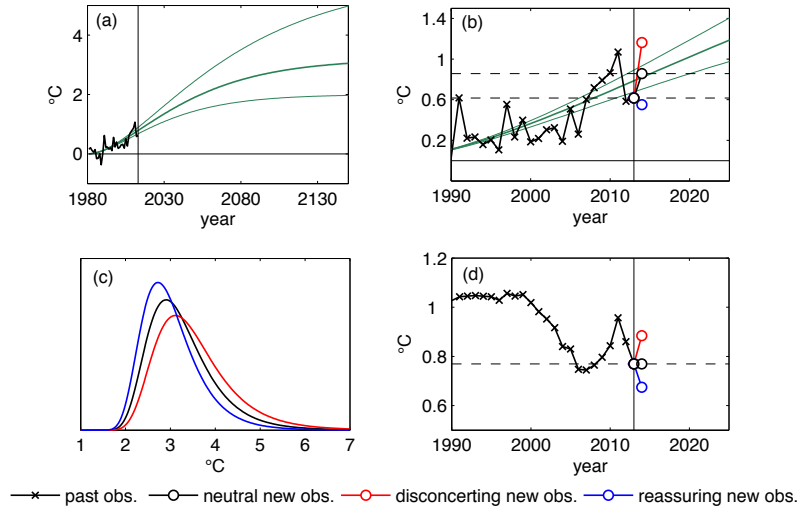 (a)
4
2
0
°C
1980 2030 2080 2130
year
(b)
1.4
1
0.6
0.2
°C
1990 2000 2010 2020
year
(c)
1 2 3 4 5 6 7
°C
(d)
1.2
1
0.8
0.6
0.5
°C
1990 2000 2010 2020
year
past obs. neutral new obs. disconcerting new obs. reassuring new obs.